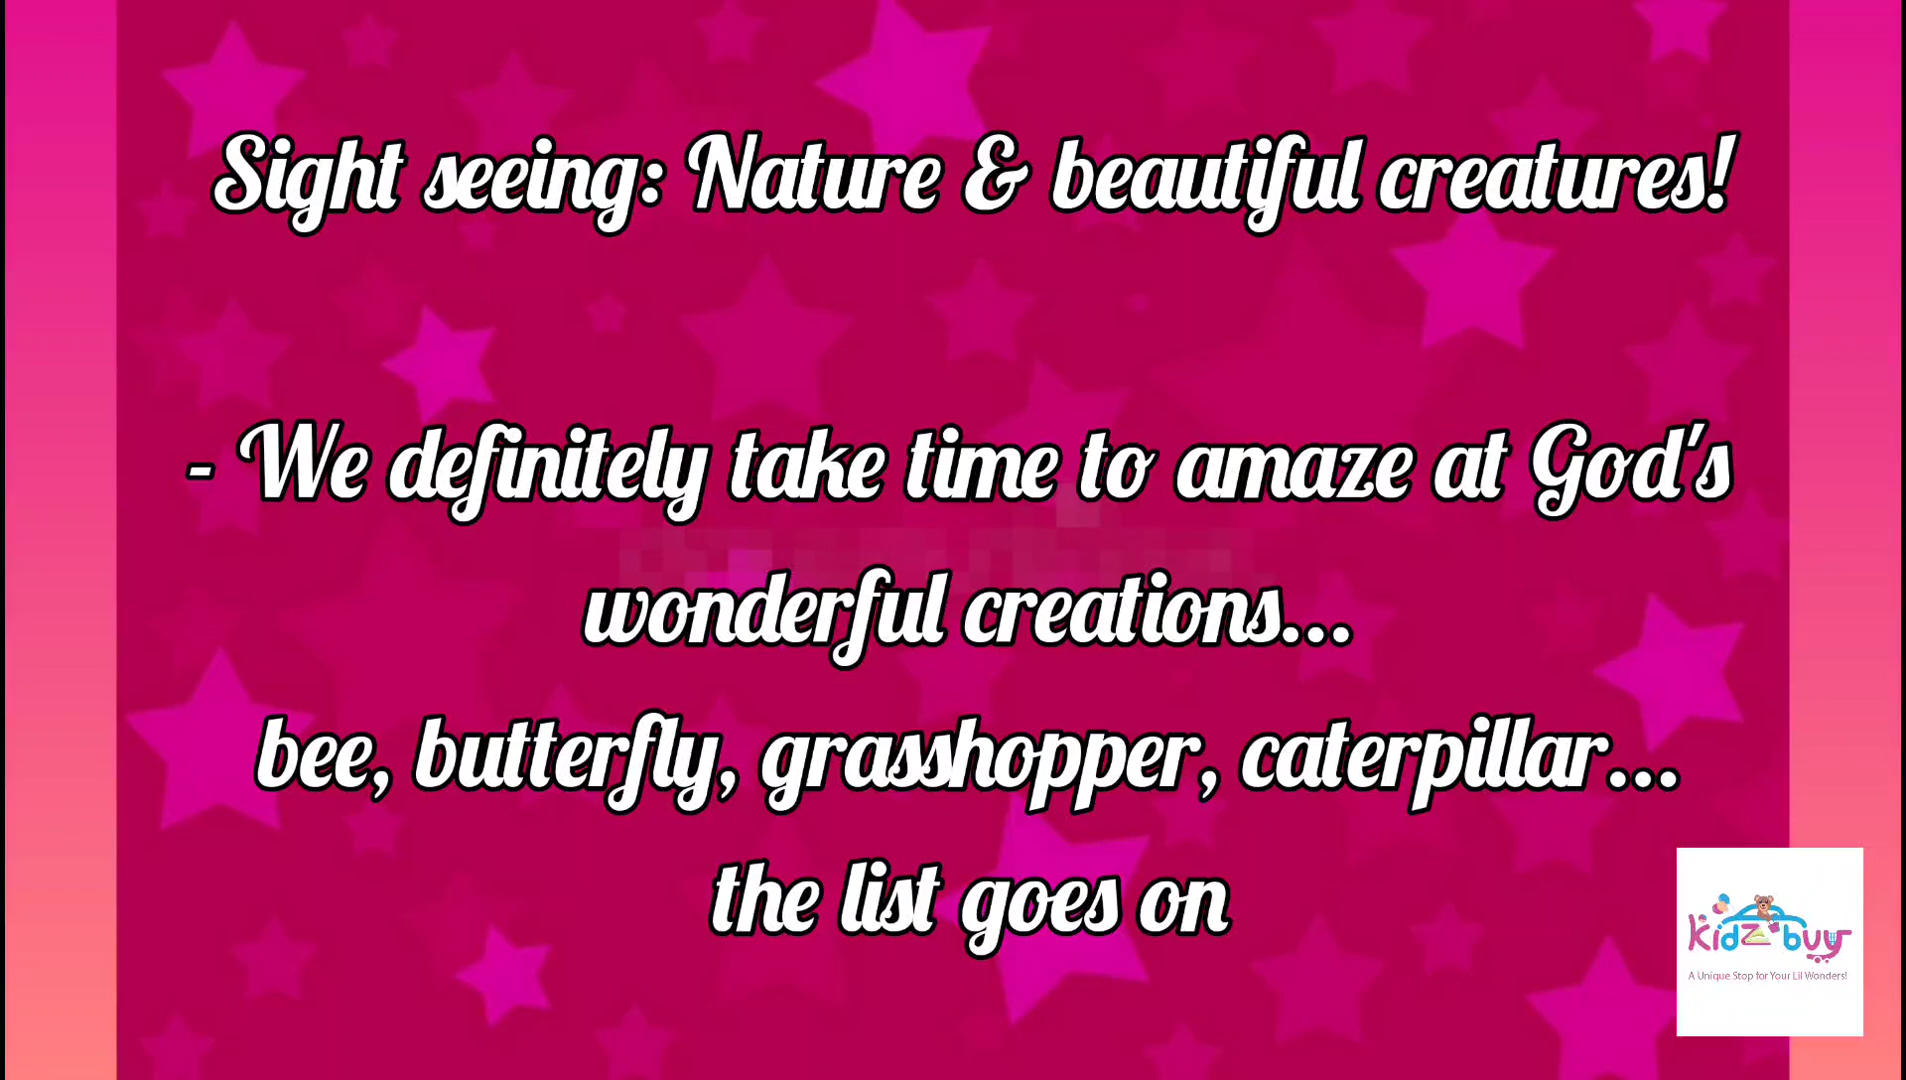 Sight seeing: Nature & beautiful creatures!
- We definitely take time to amaze at God's
wonderful creations...
bee, butterfly, grasshopper, caterpillar...
the list goes on
kidz buy
A Unique Stop for Your Lil Wonders!